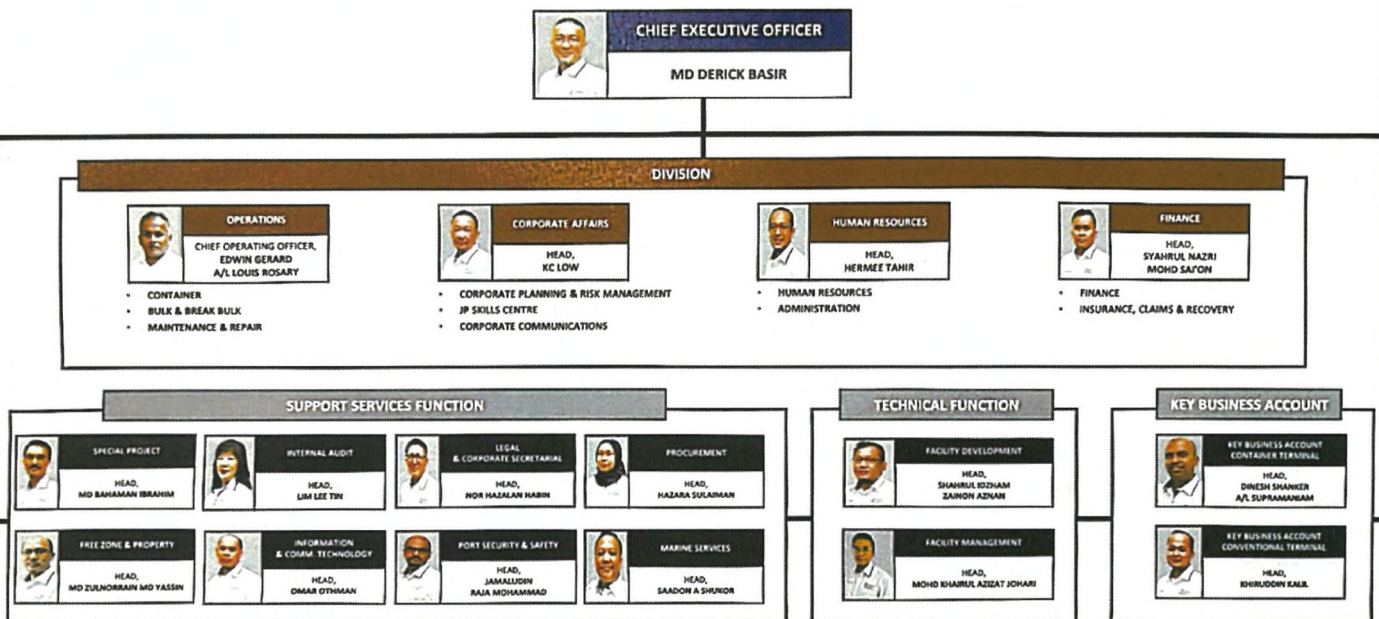 CHIEF EXECUTIVE OFFICER
MD DERICK BASIR
DIVISION
OPERATIONS
CHIEF OPERATING OFFICER,
EDWIN GERARD
A/L LOUIS ROSARY
• CONTAINER
• BULK & BREAK BULK
• MAINTENANCE & REPAIR
CORPORATE AFFAIRS
HEAD,
KC LOW
• CORPORATE PLANNING & RISK MANAGEMENT
• JP SKILLS CENTRE
• CORPORATE COMMUNICATIONS
HUMAN RESOURCES
HEAD,
HERMEE TAHIR
• HUMAN RESOURCES
• ADMINISTRATION
FINANCE
HEAD,
SYAHRUL NAZRI
MOHD SAI'ON
• FINANCE
• INSURANCE, CLAIMS & RECOVERY
SUPPORT SERVICES FUNCTION
SPECIAL PROJECT
HEAD,
MD BAHAMAN IBRAHIM
INTERNAL AUDIT
HEAD,
LIM LEE TIN
LEGAL
& CORPORATE SECRETARIAL
HEAD,
NOR HAZALAN HABIN
PROCUREMENT
HEAD,
HAZARA SULAIMAN
FREE ZONE & PROPERTY
HEAD,
MD ZULNORRAIN MD YASSIN
INFORMATION
& COMM. TECHNOLOGY
HEAD,
OMAR OTHMAN
PORT SECURITY & SAFETY
HEAD,
JAMALUDIN
RAJA MOHAMMAD
MARINE SERVICES
HEAD,
SAADON A SHUKOR
TECHNICAL FUNCTION
FACILITY DEVELOPMENT
HEAD,
SHAHRUL IDZHAM
ZAINON AZNAN
FACILITY MANAGEMENT
HEAD,
MOHD KHAIRUL AZIZAT JOHARI
KEY BUSINESS ACCOUNT
KEY BUSINESS ACCOUNT
CONTAINER TERMINAL
HEAD,
DINESH SHANKER
A/L SUPRAMANIAM
KEY BUSINESS ACCOUNT
CONVENTIONAL TERMINAL
HEAD,
KHIRUDDIN KALIL